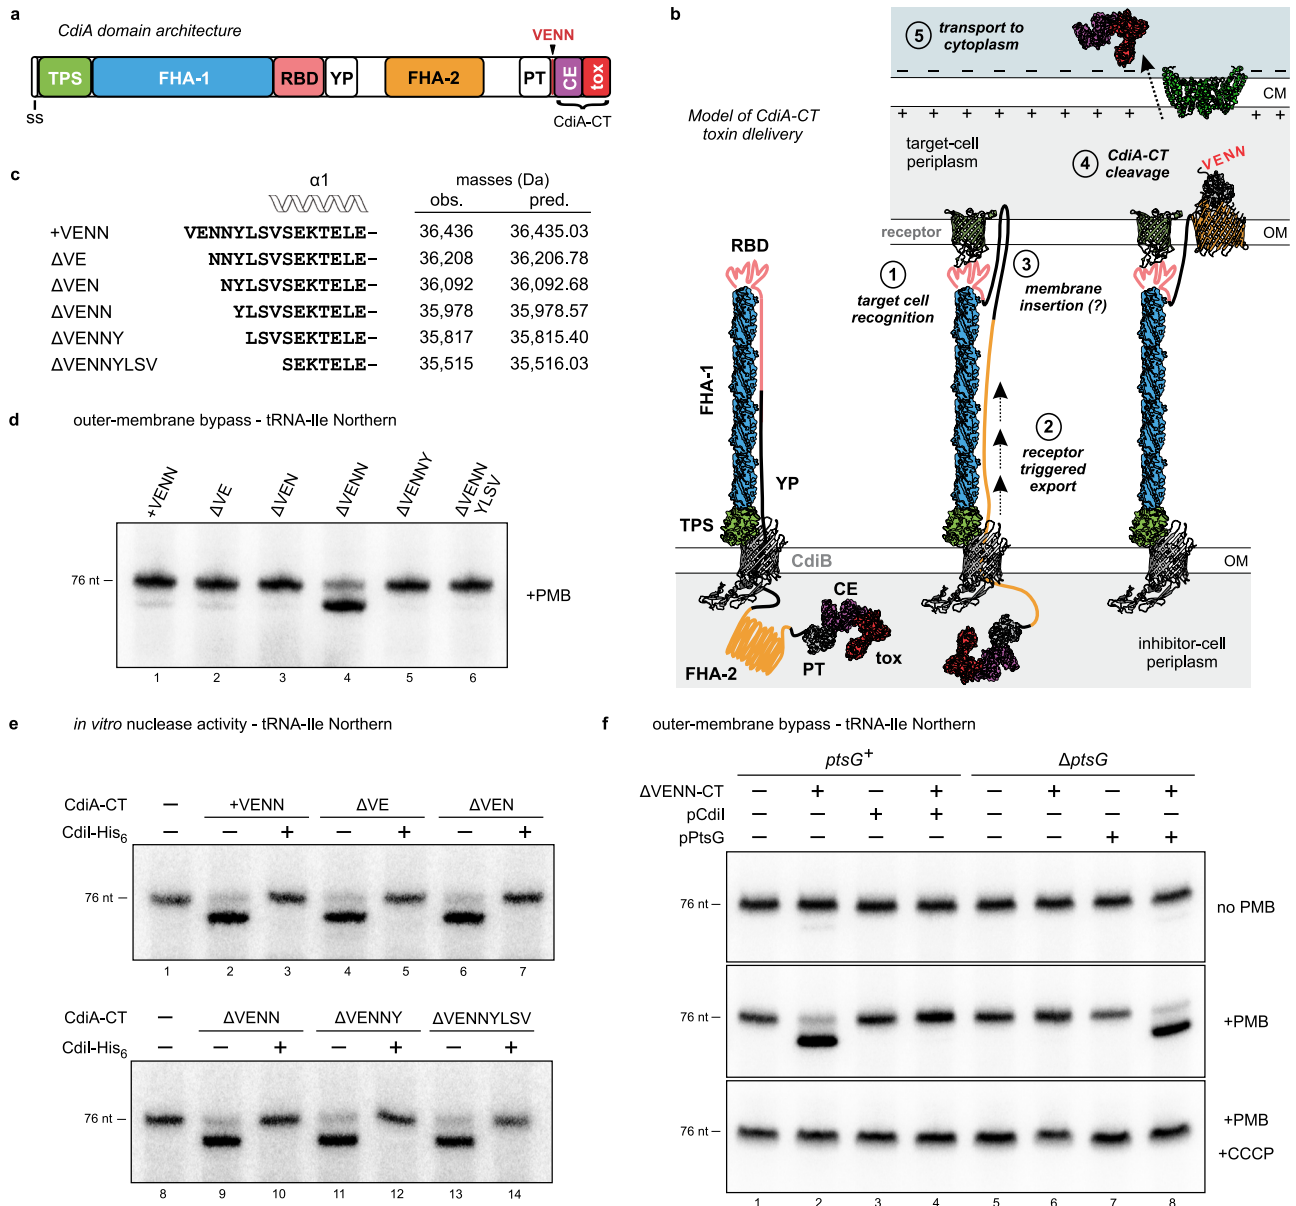 a
CdiA domain architecture
VENN
TPS
FHA-1
RBD
YP
FHA-2
PT
CE
tox
ss
CdiA-CT
b
5 transport to
cytoplasm
CM
+ + + + + + + + + + +
Model of CdiA-CT
toxin dlelivery
target-cell
periplasm
4 CdiA-CT
cleavage
VENN
receptor
OM
RBD
1
target cell
recognition
3
membrane
insertion (?)
FHA-1
2
receptor
triggered
export
YP
TPS
CdiB
OM
CE
FHA-2
PT
tox
inhibitor-cell
periplasm
c
α1
masses (Da)
obs. pred.
+VENN VENNYLSVSEKTELE– 36,436 36,435.03
ΔVE NNYLSVSEKTELE– 36,208 36,206.78
ΔVEN NYLSVSEKTELE– 36,092 36,092.68
ΔVENN YLSVSEKTELE– 35,978 35,978.57
ΔVENNY LSVSEKTELE– 35,817 35,815.40
ΔVENNYLSV SEKTELE– 35,515 35,516.03
d
outer-membrane bypass - tRNA-Ile Northern
+VENN ΔVE ΔVEN ΔVENN ΔVENNY ΔVENN
YLSV
76 nt –
+PMB
1 2 3 4 5 6
e
in vitro nuclease activity - tRNA-Ile Northern
CdiA-CT – +VENN ΔVE ΔVEN
CdiI-His6 – – + – + – +
76 nt –
1 2 3 4 5 6 7
CdiA-CT – ΔVENN ΔVENNY ΔVENNYLSV
CdiI-His6 – – + – + – +
76 nt –
8 9 10 11 12 13 14
f
outer-membrane bypass - tRNA-Ile Northern
ptsG+ ΔptsG
ΔVENN-CT – + – + – + – +
pCdiI – – + + – – – –
pPtsG – – – – – – + +
76 nt –
no PMB
76 nt –
+PMB
76 nt –
+PMB
+CCCP
1 2 3 4 5 6 7 8